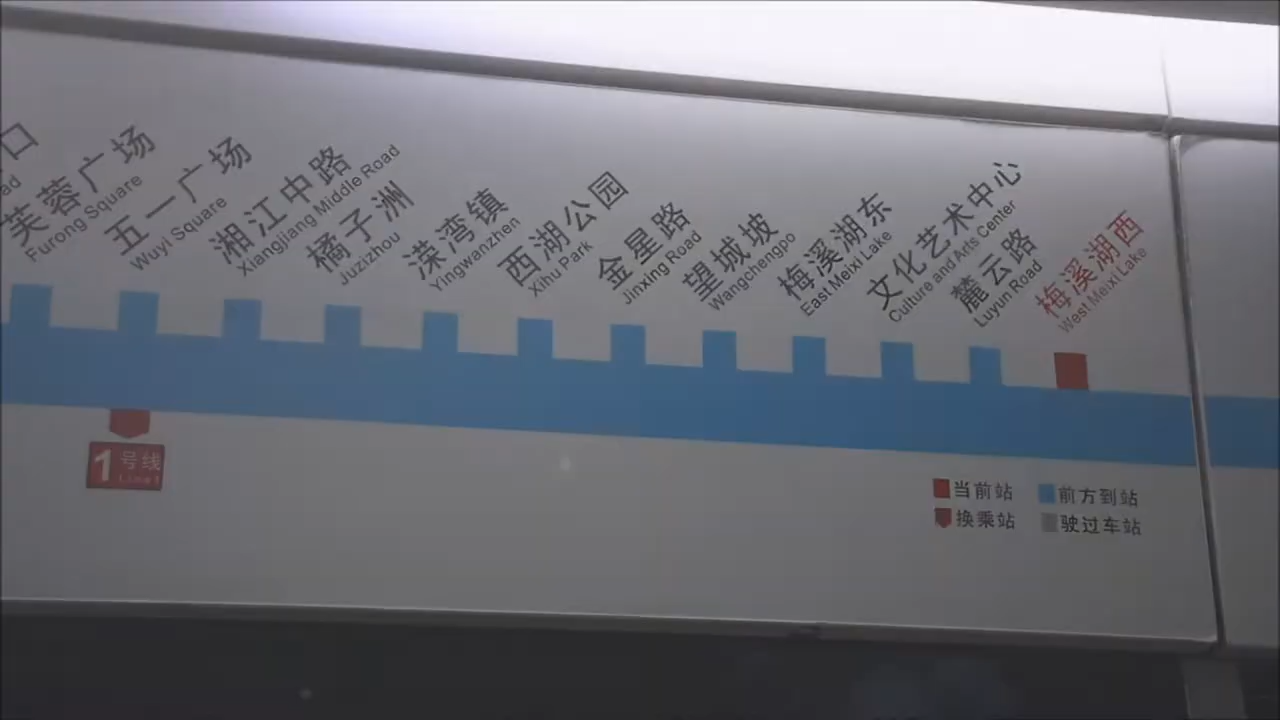 口
ad
芙蓉广场
Furong Square
五一广场
Wuyi Square
湘江中路
Xiangjiang Middle Road
橘子洲
Juzizhou
溁湾镇
Yingwanzhen
西湖公园
Xihu Park
金星路
Jinxing Road
望城坡
Wangchengpo
梅溪湖东
East Meixi Lake
文化艺术中心
Culture and Arts Center
麓云路
Luyun Road
梅溪湖西
West Meixi Lake
1号线
Line1
当前站
前方到站
换乘站
驶过车站